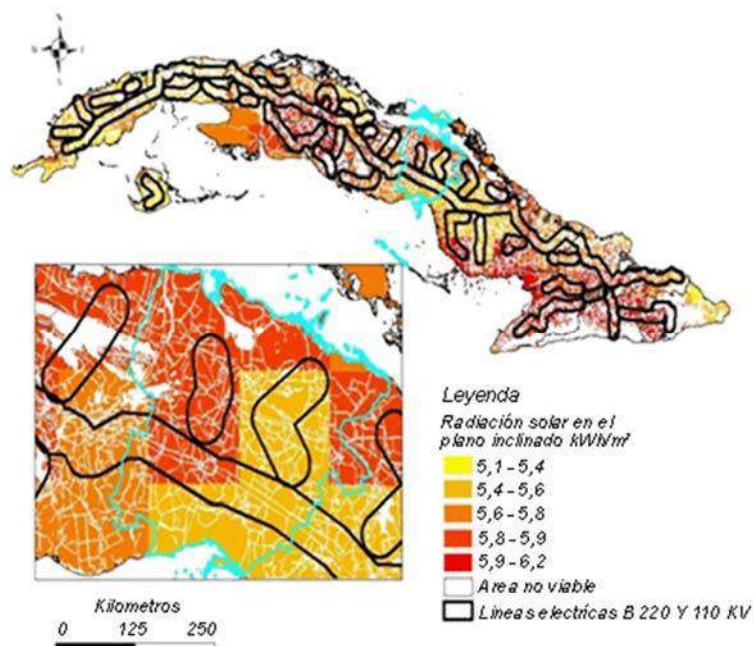 Leyenda
Radiación solar en el
plano inclinado kWh/m²
5,1 - 5,4
5,4 - 5,6
5,6 - 5,8
5,8 - 5,9
5,9 - 6,2
Area no viable
Lineas electricas B 220 Y 110 KV
Kilometros
0 125 250